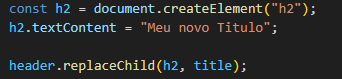 const h2 = document.createElement("h2");
h2.textContent = "Meu novo Titulo";
header.replaceChild(h2, title);